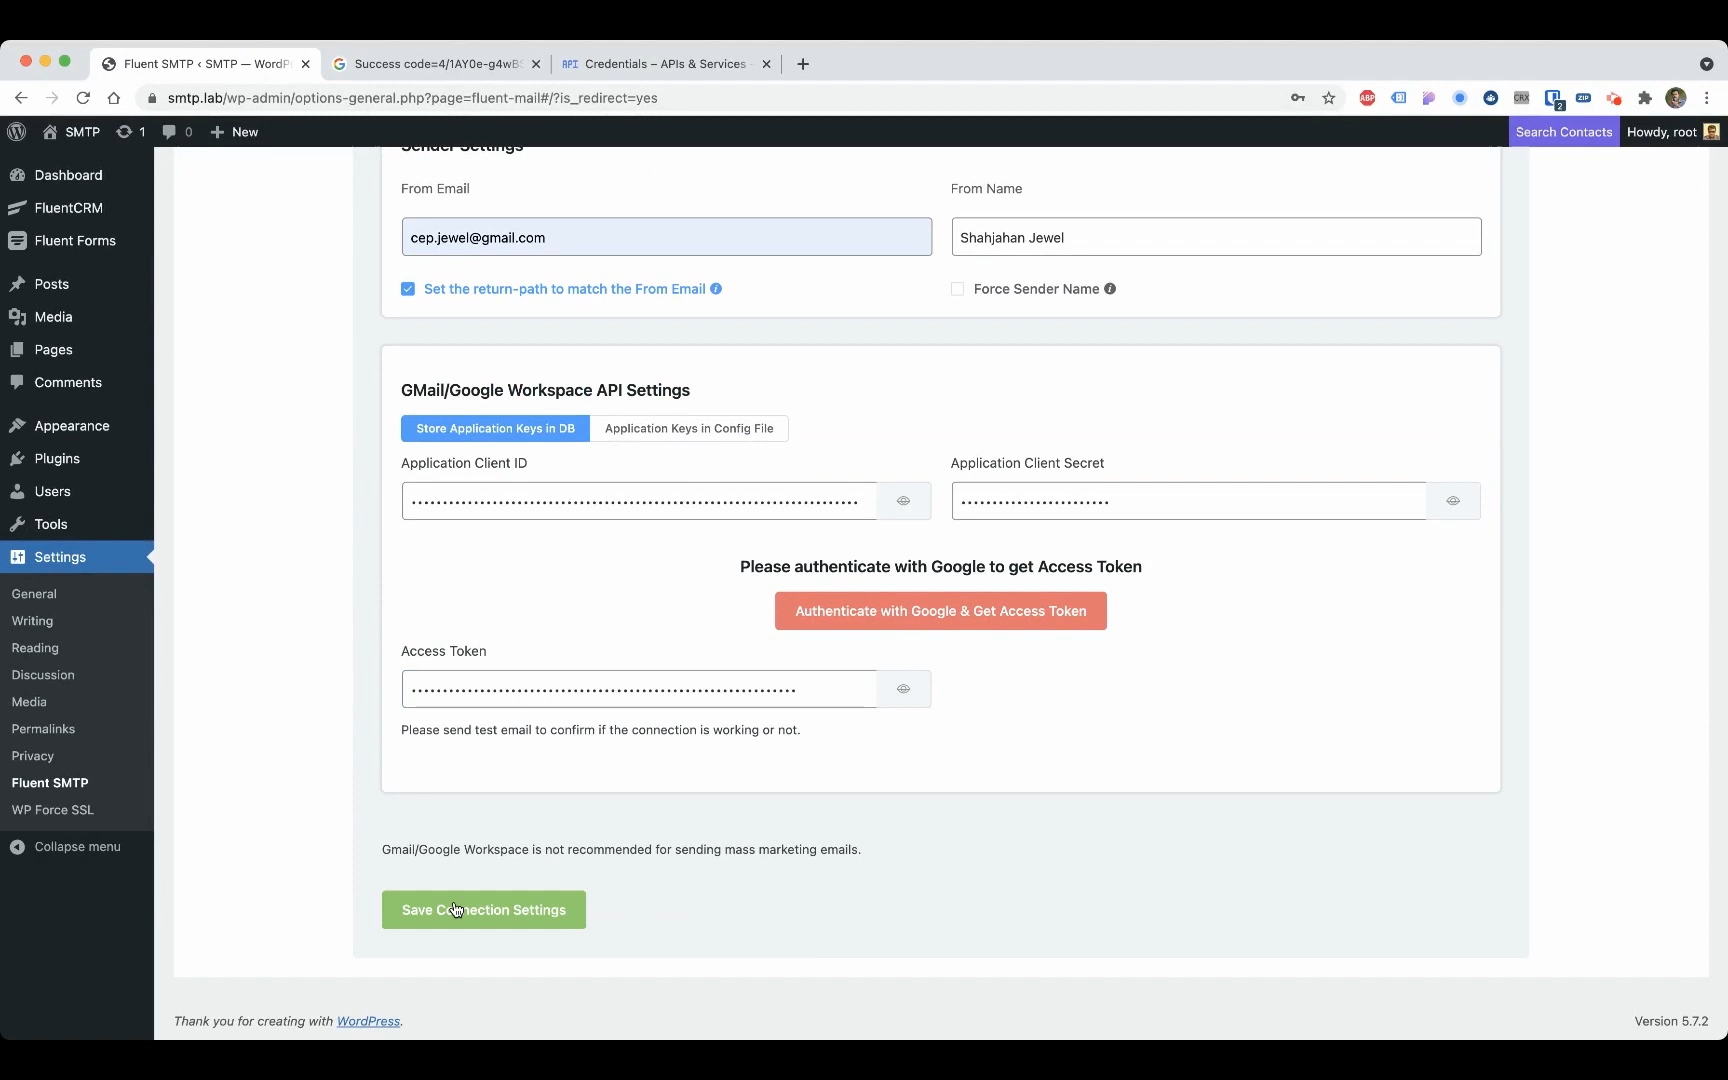 Fluent SMTP ‹ SMTP — WordP
Success code=4/1AY0e-g4wB
API Credentials – APIs & Services
smtp.lab/wp-admin/options-general.php?page=fluent-mail#/?is_redirect=yes
ABP
CRX
2
ZIP
SMTP
1
0
New
Search Contacts
Howdy, root
Dashboard
FluentCRM
Fluent Forms
Posts
Media
Pages
Comments
Appearance
Plugins
Users
Tools
Settings
General
Writing
Reading
Discussion
Media
Permalinks
Privacy
Fluent SMTP
WP Force SSL
Collapse menu
Sender Settings
From Email
From Name
cep.jewel@gmail.com
Shahjahan Jewel
Set the return-path to match the From Email
Force Sender Name
GMail/Google Workspace API Settings
Store Application Keys in DB
Application Keys in Config File
Application Client ID
Application Client Secret
Please authenticate with Google to get Access Token
Authenticate with Google & Get Access Token
Access Token
Please send test email to confirm if the connection is working or not.
Gmail/Google Workspace is not recommended for sending mass marketing emails.
Save Connection Settings
Thank you for creating with WordPress.
Version 5.7.2